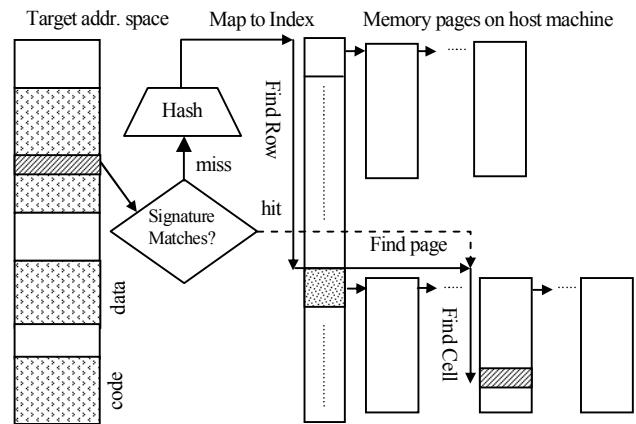 Target addr. space
Map to Index
Memory pages on host machine
Hash
Find Row
miss
Signature
Matches?
hit
Find page
data
Find Cell
code